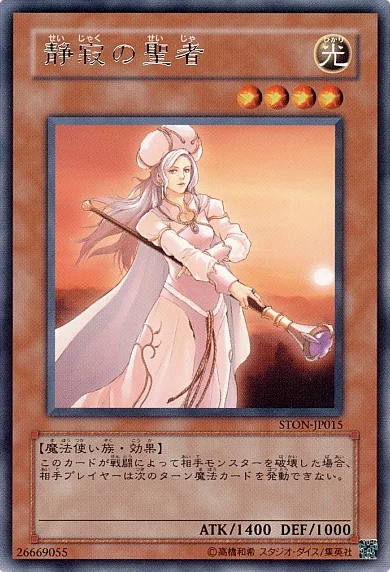 静寂の聖者
光
STON-JP015
【魔法使い族・効果】
このカードが戦闘によって相手モンスターを破壊した場合、
相手プレイヤーは次のターン魔法カードを発動できない。
ATK/1400 DEF/1000
26669055
©高橋和希 スタジオ・ダイス/集英社